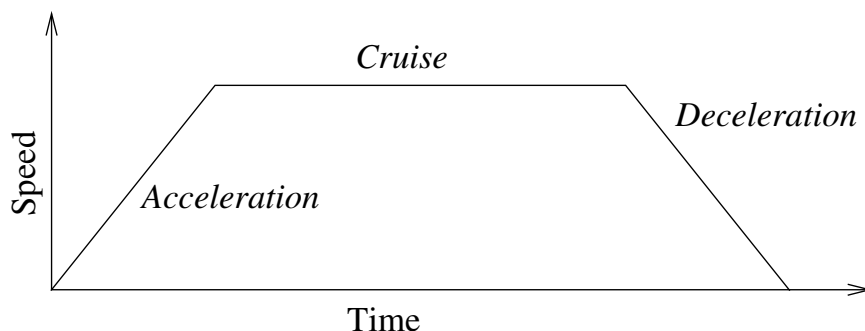 Cruise
Deceleration
Acceleration
Speed
Time